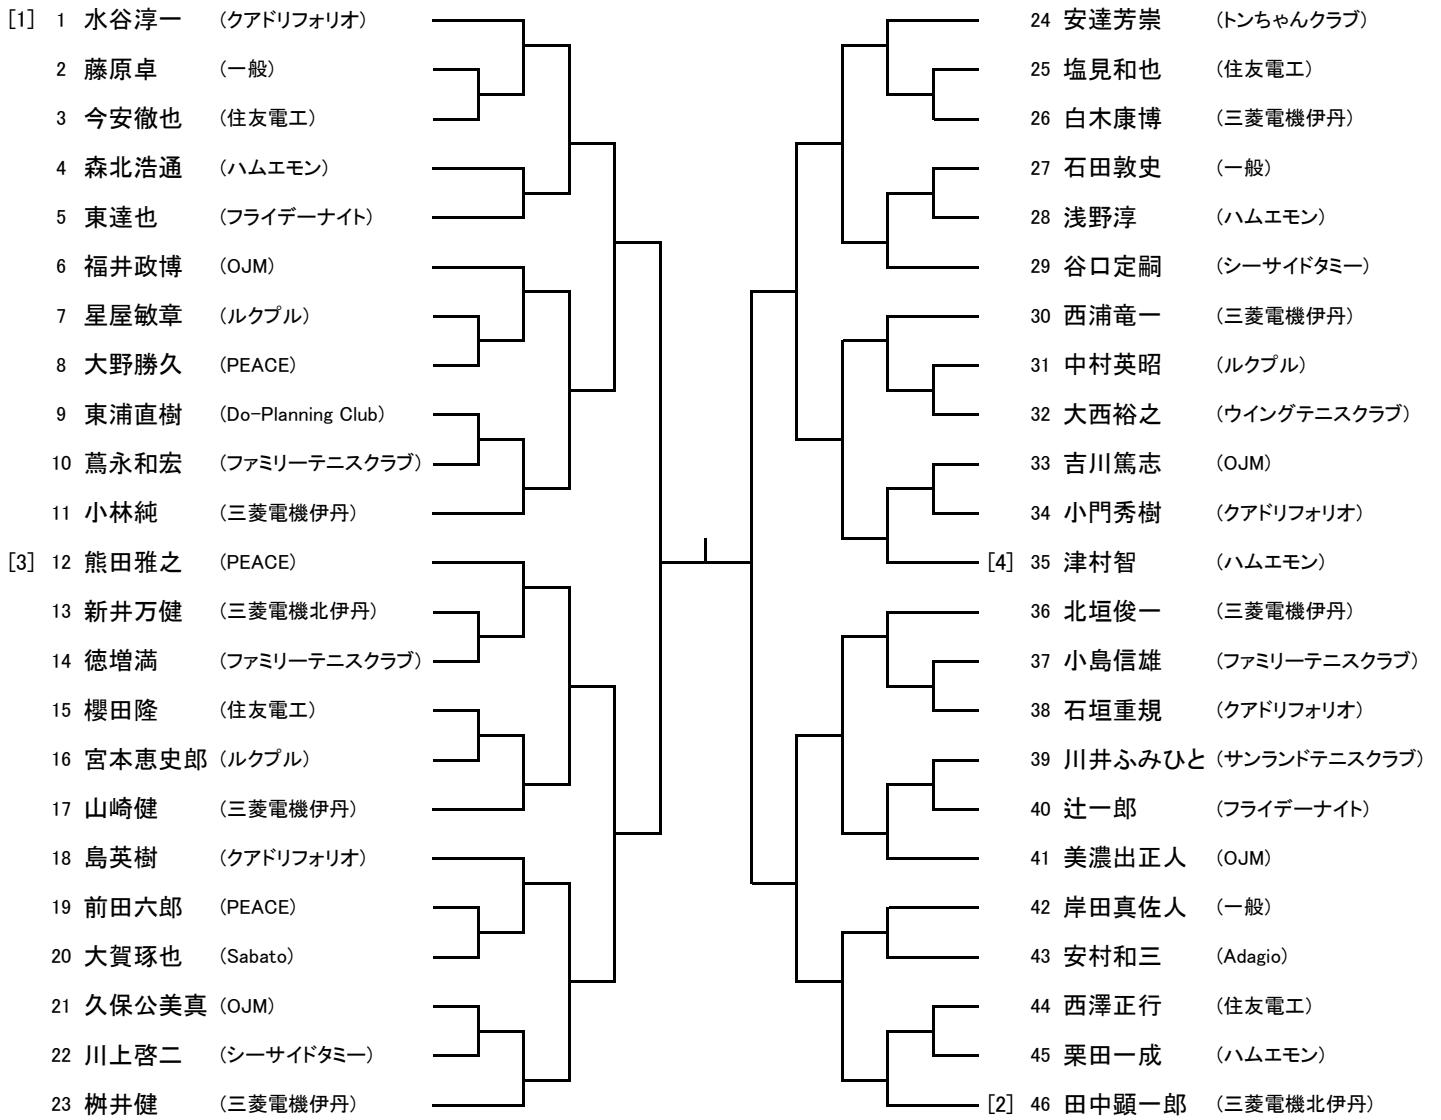 [1] 1 水谷淳一 (クアドリフォリオ)
2 藤原卓 (一般)
3 今安徹也 (住友電工)
4 森北浩通 (ハムエモン)
5 東達也 (フライデーナイト)
6 福井政博 (OJM)
7 星屋敏章 (ルクプル)
8 大野勝久 (PEACE)
9 東浦直樹 (Do-Planning Club)
10 蔦永和宏 (ファミリーテニスクラブ)
11 小林純 (三菱電機伊丹)
[3] 12 熊田雅之 (PEACE)
13 新井万健 (三菱電機北伊丹)
14 徳増満 (ファミリーテニスクラブ)
15 櫻田隆 (住友電工)
16 宮本恵史郎 (ルクプル)
17 山崎健 (三菱電機伊丹)
18 島英樹 (クアドリフォリオ)
19 前田六郎 (PEACE)
20 大賀琢也 (Sabato)
21 久保公美真 (OJM)
22 川上啓二 (シーサイドタミー)
23 桝井健 (三菱電機伊丹)
24 安達芳崇 (トンちゃんクラブ)
25 塩見和也 (住友電工)
26 白木康博 (三菱電機伊丹)
27 石田敦史 (一般)
28 浅野淳 (ハムエモン)
29 谷口定嗣 (シーサイドタミー)
30 西浦竜一 (三菱電機伊丹)
31 中村英昭 (ルクプル)
32 大西裕之 (ウイングテニスクラブ)
33 吉川篤志 (OJM)
34 小門秀樹 (クアドリフォリオ)
[4] 35 津村智 (ハムエモン)
36 北垣俊一 (三菱電機伊丹)
37 小島信雄 (ファミリーテニスクラブ)
38 石垣重規 (クアドリフォリオ)
39 川井ふみひと (サンランドテニスクラブ)
40 辻一郎 (フライデーナイト)
41 美濃出正人 (OJM)
42 岸田真佐人 (一般)
43 安村和三 (Adagio)
44 西澤正行 (住友電工)
45 栗田一成 (ハムエモン)
[2] 46 田中顕一郎 (三菱電機北伊丹)